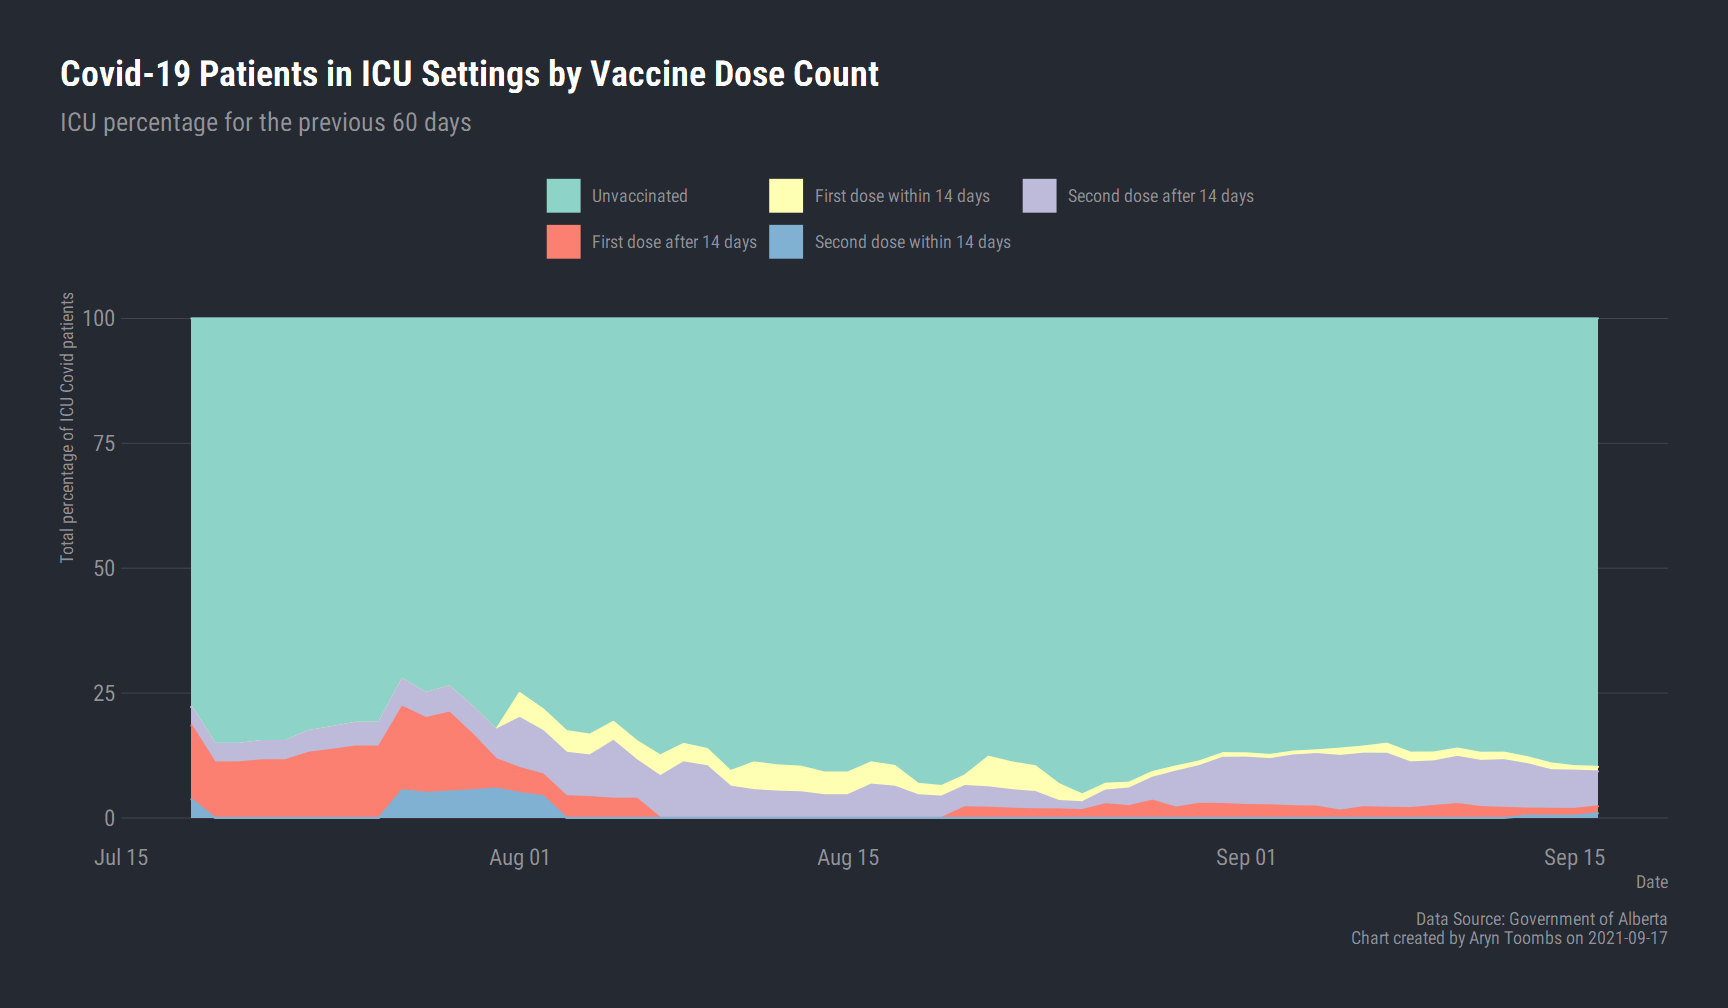 Covid-19 Patients in ICU Settings by Vaccine Dose Count
ICU percentage for the previous 60 days
Unvaccinated
First dose within 14 days
Second dose after 14 days
First dose after 14 days
Second dose within 14 days
Total percentage of ICU Covid patients
100
75
50
25
0
Jul 15
Aug 01
Aug 15
Sep 01
Sep 15
Date
Data Source: Government of Alberta
Chart created by Aryn Toombs on 2021-09-17